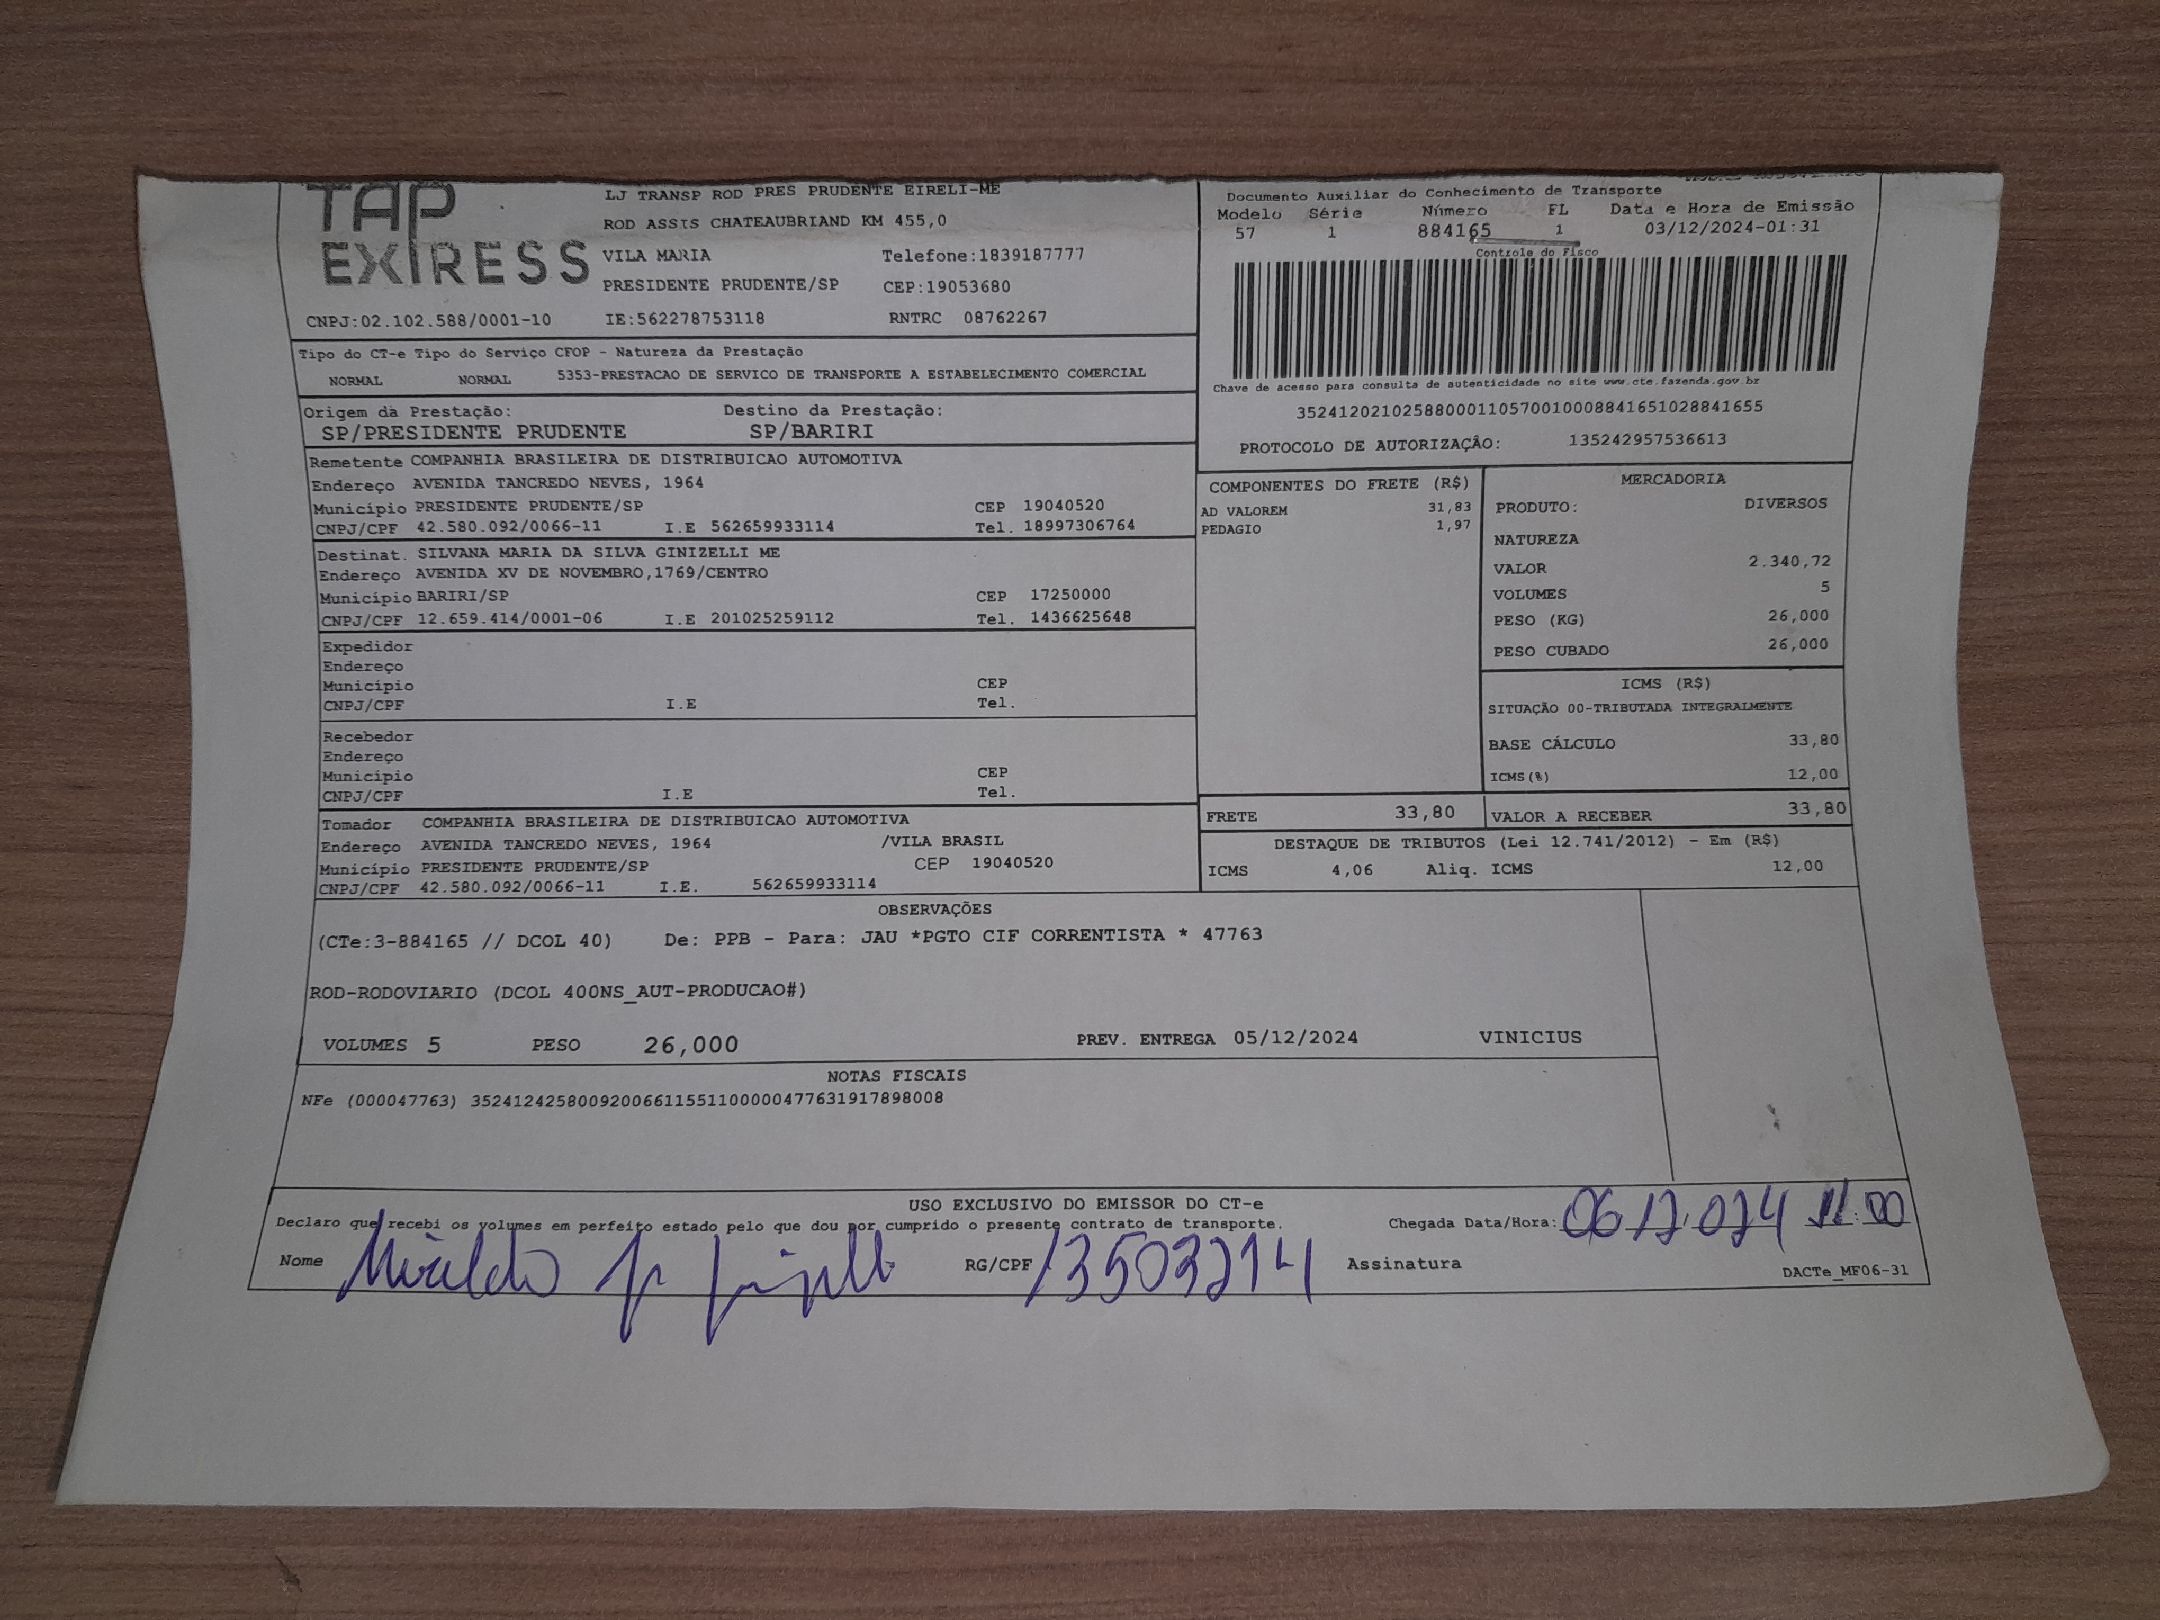 TAP
EXPRESS
LJ TRANSP ROD PRES PRUDENTE EIRELI-ME
ROD ASSIS CHATEAUBRIAND KM 455,0
VILA MARIA Telefone:1839187777
PRESIDENTE PRUDENTE/SP CEP:19053680
CNPJ:02.102.588/0001-10 IE:562278753118 RNTRC 08762267
Documento Auxiliar do Conhecimento de Transporte
Modelo Série Número FL Data e Hora de Emissão
57 1 884165 1 03/12/2024-01:31
Controle do Fisco
Chave de acesso para consulta de autenticidade no site www.cte.fazenda.gov.br
35241202102588000110570010008841651028841655
PROTOCOLO DE AUTORIZAÇÃO: 135242957536613
Tipo do CT-e Tipo do Serviço CFOP - Natureza da Prestação
NORMAL NORMAL 5353-PRESTACAO DE SERVICO DE TRANSPORTE A ESTABELECIMENTO COMERCIAL
Origem da Prestação: Destino da Prestação:
SP/PRESIDENTE PRUDENTE SP/BARIRI
Remetente COMPANHIA BRASILEIRA DE DISTRIBUICAO AUTOMOTIVA
Endereço AVENIDA TANCREDO NEVES, 1964
Município PRESIDENTE PRUDENTE/SP CEP 19040520
CNPJ/CPF 42.580.092/0066-11 I.E 562659933114 Tel. 18997306764
Destinat. SILVANA MARIA DA SILVA GINIZELLI ME
Endereço AVENIDA XV DE NOVEMBRO,1769/CENTRO
Município BARIRI/SP CEP 17250000
CNPJ/CPF 12.659.414/0001-06 I.E 201025259112 Tel. 1436625648
Expedidor
Endereço
Município CEP
CNPJ/CPF I.E Tel.
Recebedor
Endereço
Município CEP
CNPJ/CPF I.E Tel.
Tomador COMPANHIA BRASILEIRA DE DISTRIBUICAO AUTOMOTIVA
Endereço AVENIDA TANCREDO NEVES, 1964 /VILA BRASIL
Município PRESIDENTE PRUDENTE/SP CEP 19040520
CNPJ/CPF 42.580.092/0066-11 I.E. 562659933114
COMPONENTES DO FRETE (R$)
AD VALOREM 31,83
PEDAGIO 1,97
MERCADORIA
PRODUTO: DIVERSOS
NATUREZA
VALOR 2.340,72
VOLUMES 5
PESO (KG) 26,000
PESO CUBADO 26,000
ICMS (R$)
SITUAÇÃO 00-TRIBUTADA INTEGRALMENTE
BASE CÁLCULO 33,80
ICMS(%) 12,00
FRETE 33,80 VALOR A RECEBER 33,80
DESTAQUE DE TRIBUTOS (Lei 12.741/2012) - Em (R$)
ICMS 4,06 Aliq. ICMS 12,00
OBSERVAÇÕES
(CTe:3-884165 // DCOL 40) De: PPB - Para: JAU *PGTO CIF CORRENTISTA * 47763
ROD-RODOVIARIO (DCOL 400NS_AUT-PRODUCAO#)
VOLUMES 5 PESO 26,000 PREV. ENTREGA 05/12/2024 VINICIUS
NOTAS FISCAIS
NFe (000047763) 35241242580092006611551100000477631917898008
USO EXCLUSIVO DO EMISSOR DO CT-e
Declaro que recebi os volumes em perfeito estado pelo que dou por cumprido o presente contrato de transporte. Chegada Data/Hora: 06 12 024 11:00
Nome RG/CPF 13503214 Assinatura
DACTe_MF06-31